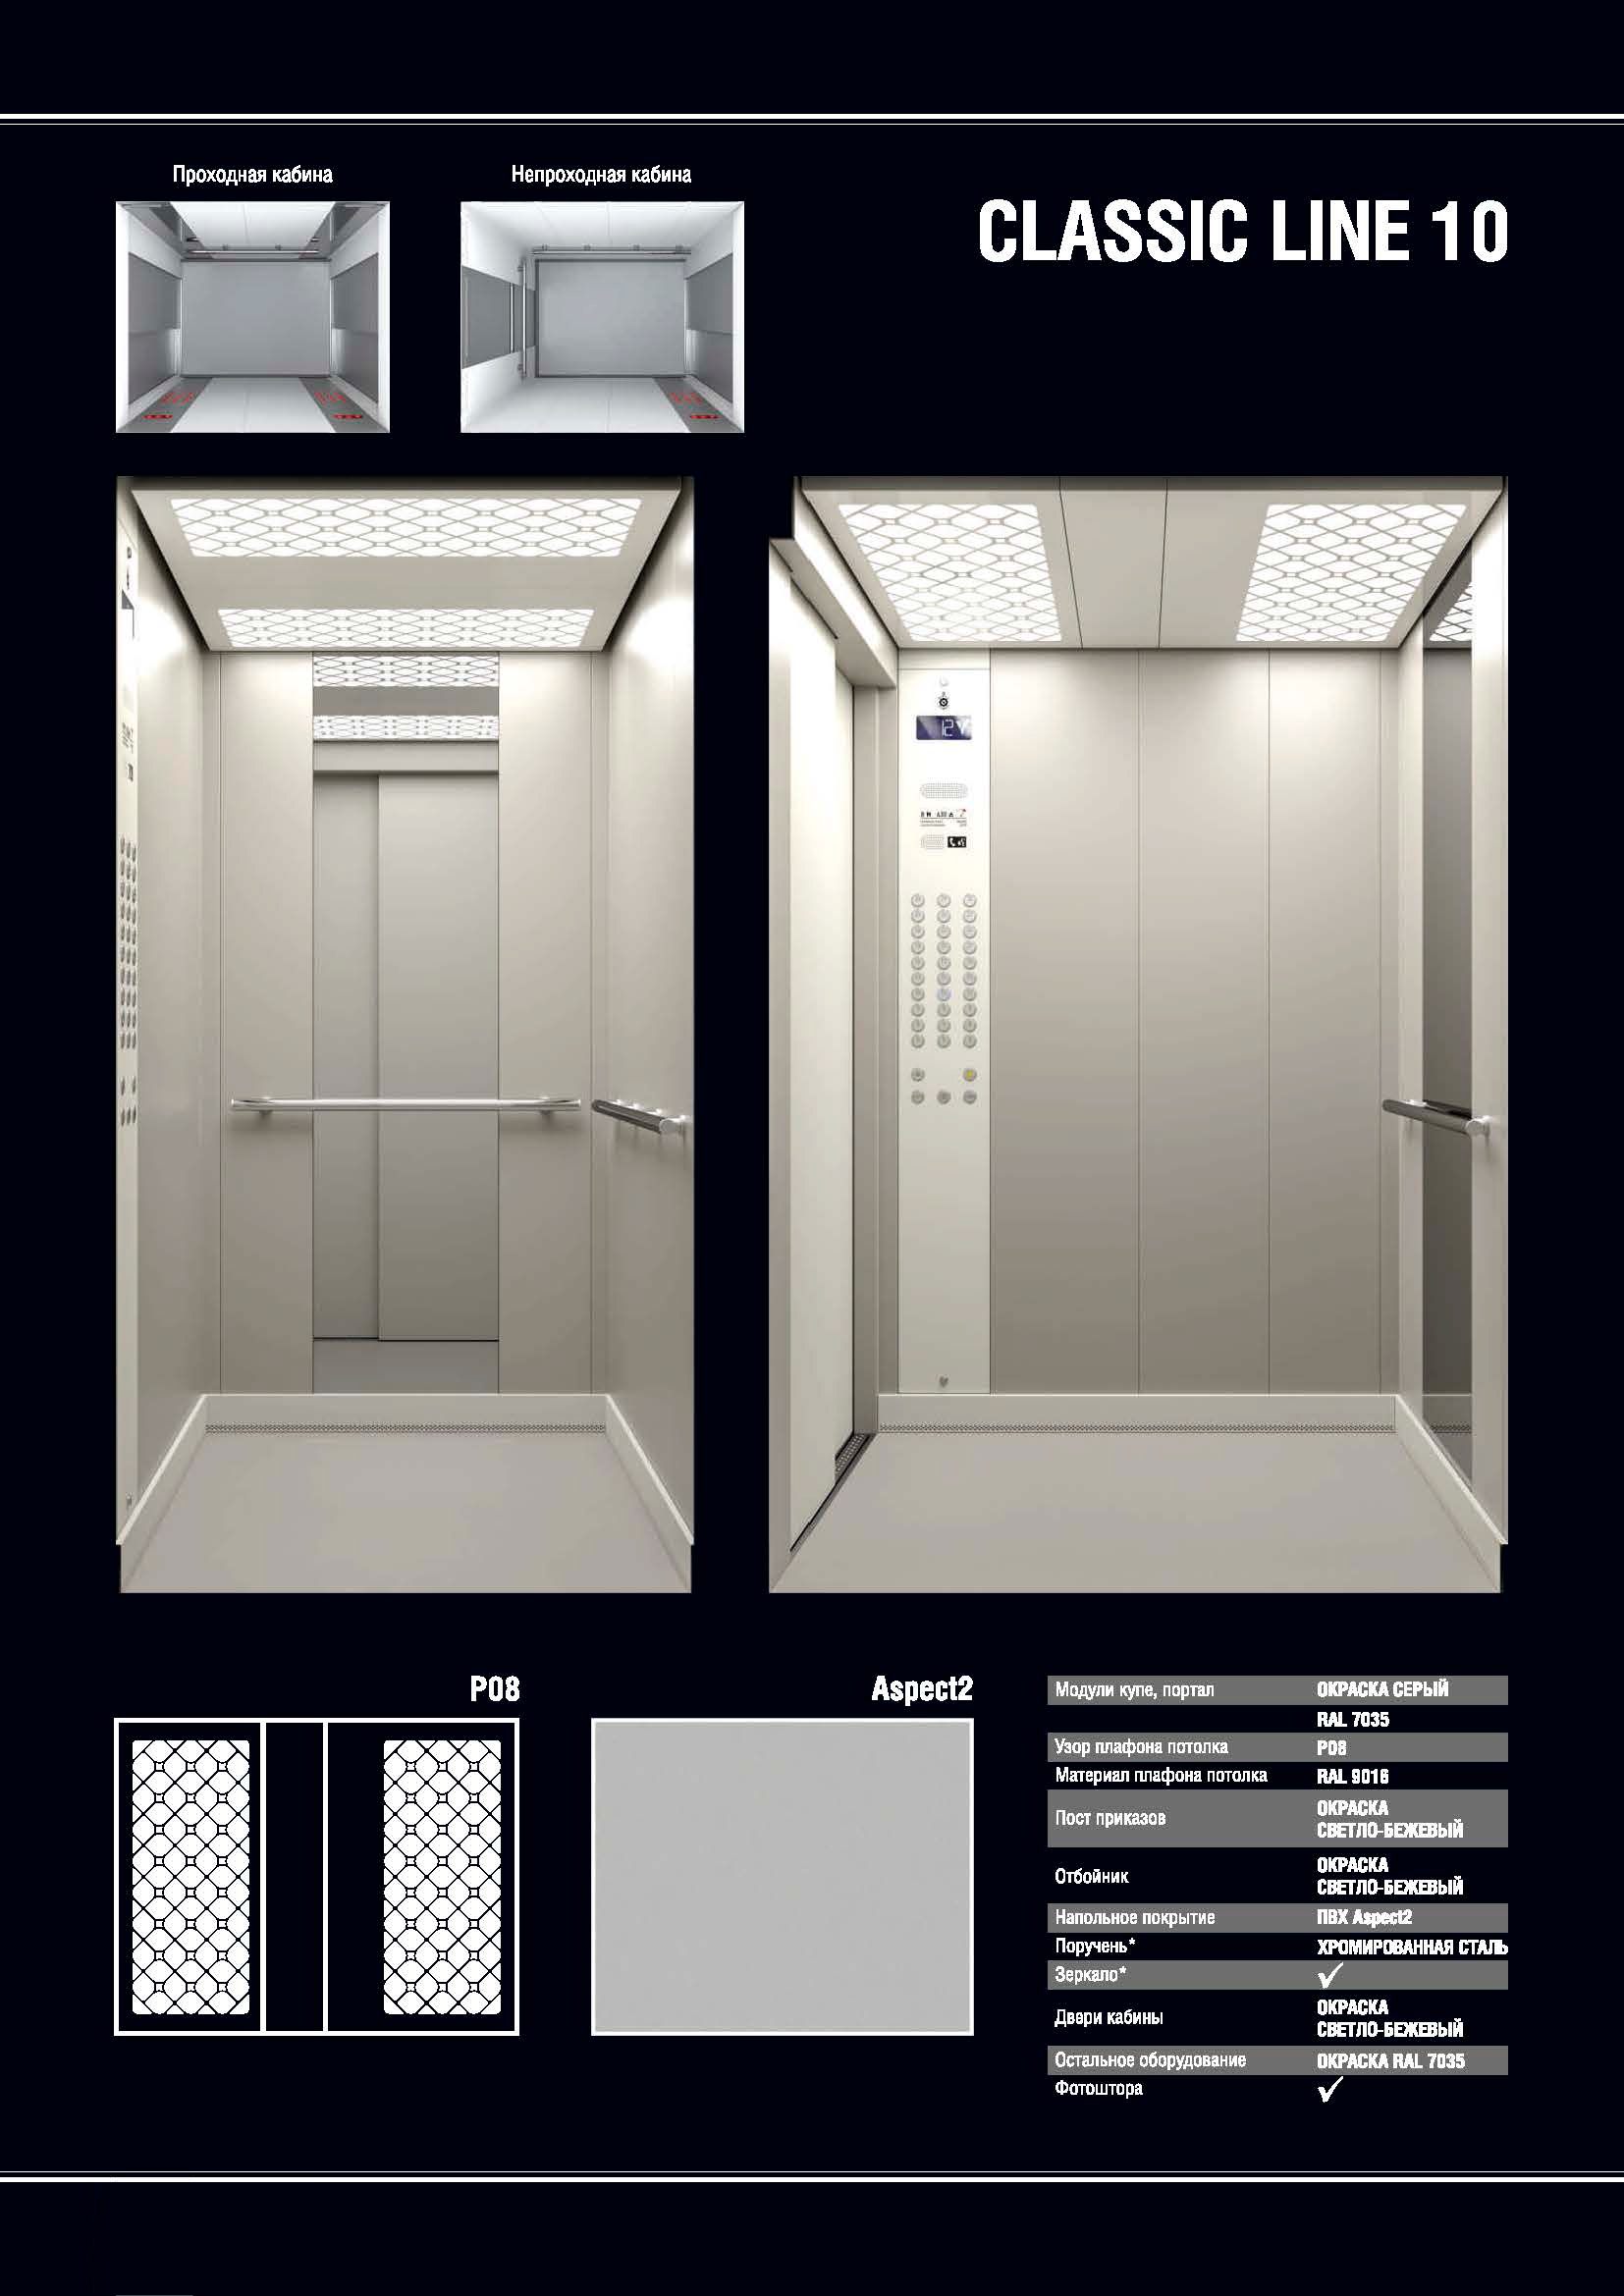 Проходная кабина
Непроходная кабина
CLASSIC LINE 10
12
P08
Aspect2
Модули купе, портал ОКРАСКА СЕРЫЙ
RAL 7035
Узор плафона потолка P08
Материал плафона потолка RAL 9016
Пост приказов ОКРАСКА
СВЕТЛО-БЕЖЕВЫЙ
Отбойник ОКРАСКА
СВЕТЛО-БЕЖЕВЫЙ
Напольное покрытие ПВХ Aspect2
Поручень* ХРОМИРОВАННАЯ СТАЛЬ
Зеркало* ✓
Двери кабины ОКРАСКА
СВЕТЛО-БЕЖЕВЫЙ
Остальное оборудование ОКРАСКА RAL 7035
Фотоштора ✓